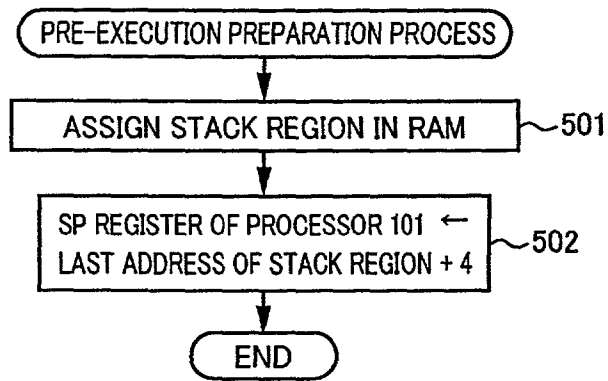 PRE-EXECUTION PREPARATION PROCESS
ASSIGN STACK REGION IN RAM
501
SP REGISTER OF PROCESSOR 101 ←
LAST ADDRESS OF STACK REGION + 4
502
END